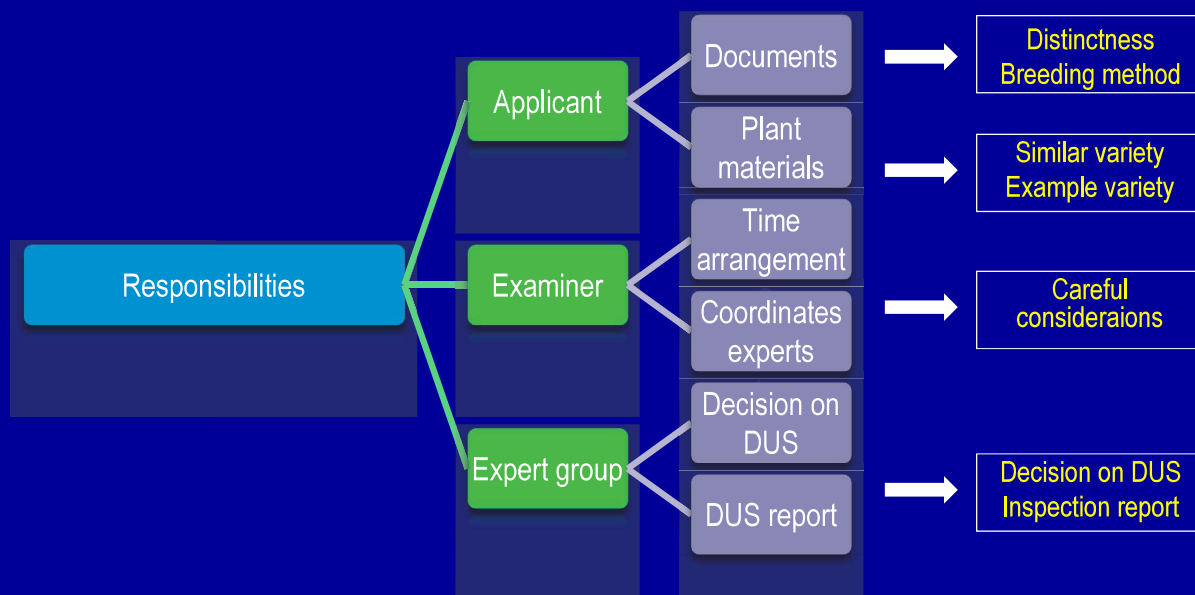 Responsibilities
Applicant
Documents
Distinctness
Breeding method
Plant
materials
Similar variety
Example variety
Examiner
Time
arrangement
Coordinates
experts
Careful
consideraions
Expert group
Decision on
DUS
DUS report
Decision on DUS
Inspection report